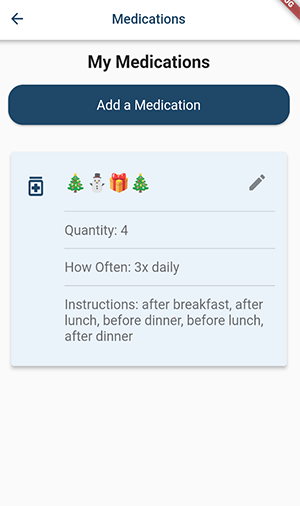 Medications
My Medications
Add a Medication
🎄⛄🎁🎄
Quantity: 4
How Often: 3x daily
Instructions: after breakfast, after
lunch, before dinner, before lunch,
after dinner